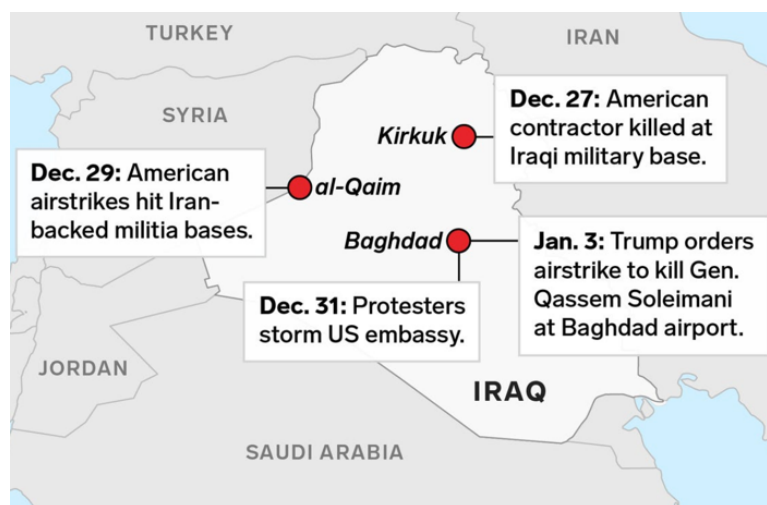 TURKEY
IRAN
SYRIA
Dec. 27: American
contractor killed at
Iraqi military base.
Kirkuk
Dec. 29: American
airstrikes hit Iran-
backed militia bases.
al-Qaim
Baghdad
Jan. 3: Trump orders
airstrike to kill Gen.
Qassem Soleimani
at Baghdad airport.
Dec. 31: Protesters
storm US embassy.
JORDAN
IRAQ
SAUDI ARABIA